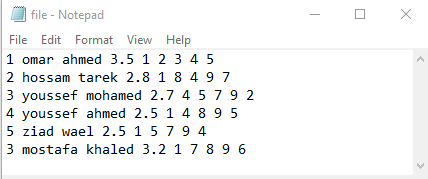 file - Notepad
File Edit Format View Help
1 omar ahmed 3.5 1 2 3 4 5
2 hossam tarek 2.8 1 8 4 9 7
3 youssef mohamed 2.7 4 5 7 9 2
4 youssef ahmed 2.5 1 4 8 9 5
5 ziad wael 2.5 1 5 7 9 4
3 mostafa khaled 3.2 1 7 8 9 6